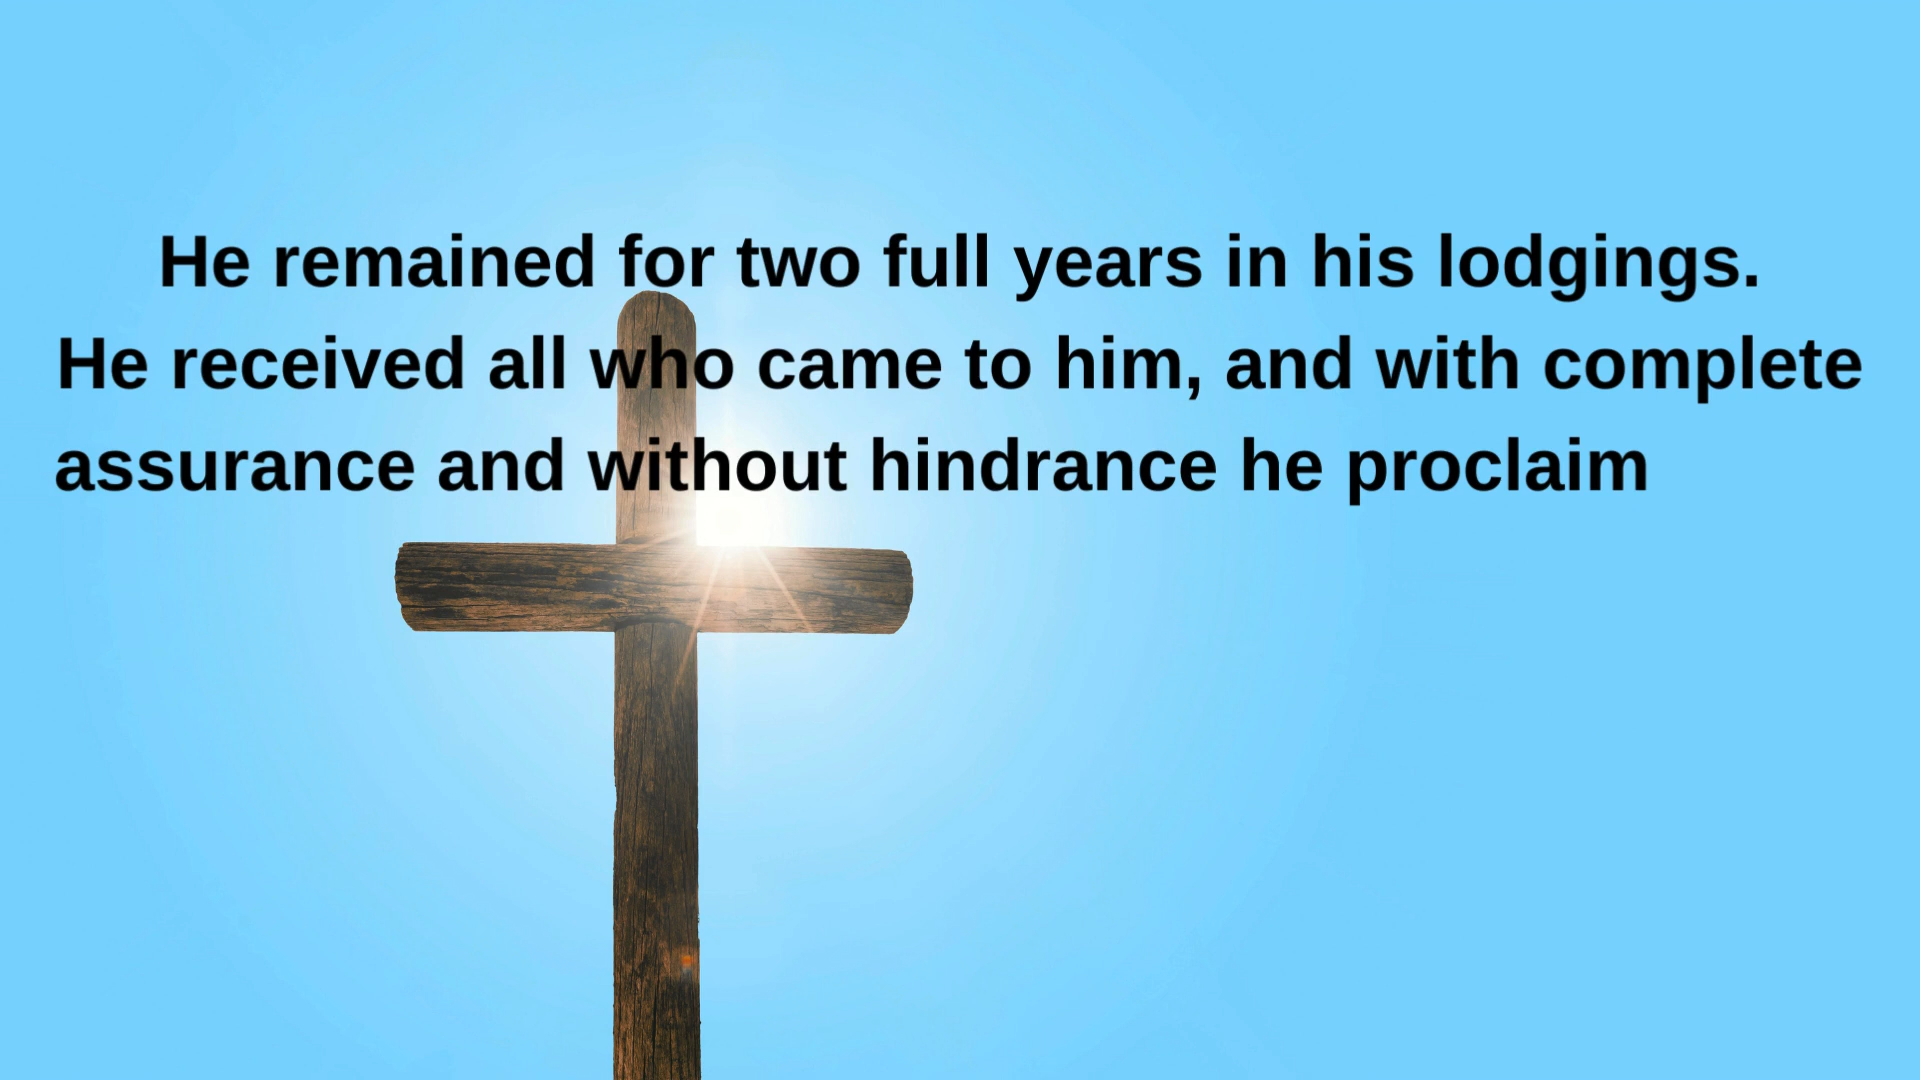 He remained for two full years in his lodgings.
He received all who came to him, and with complete
assurance and without hindrance he proclaim